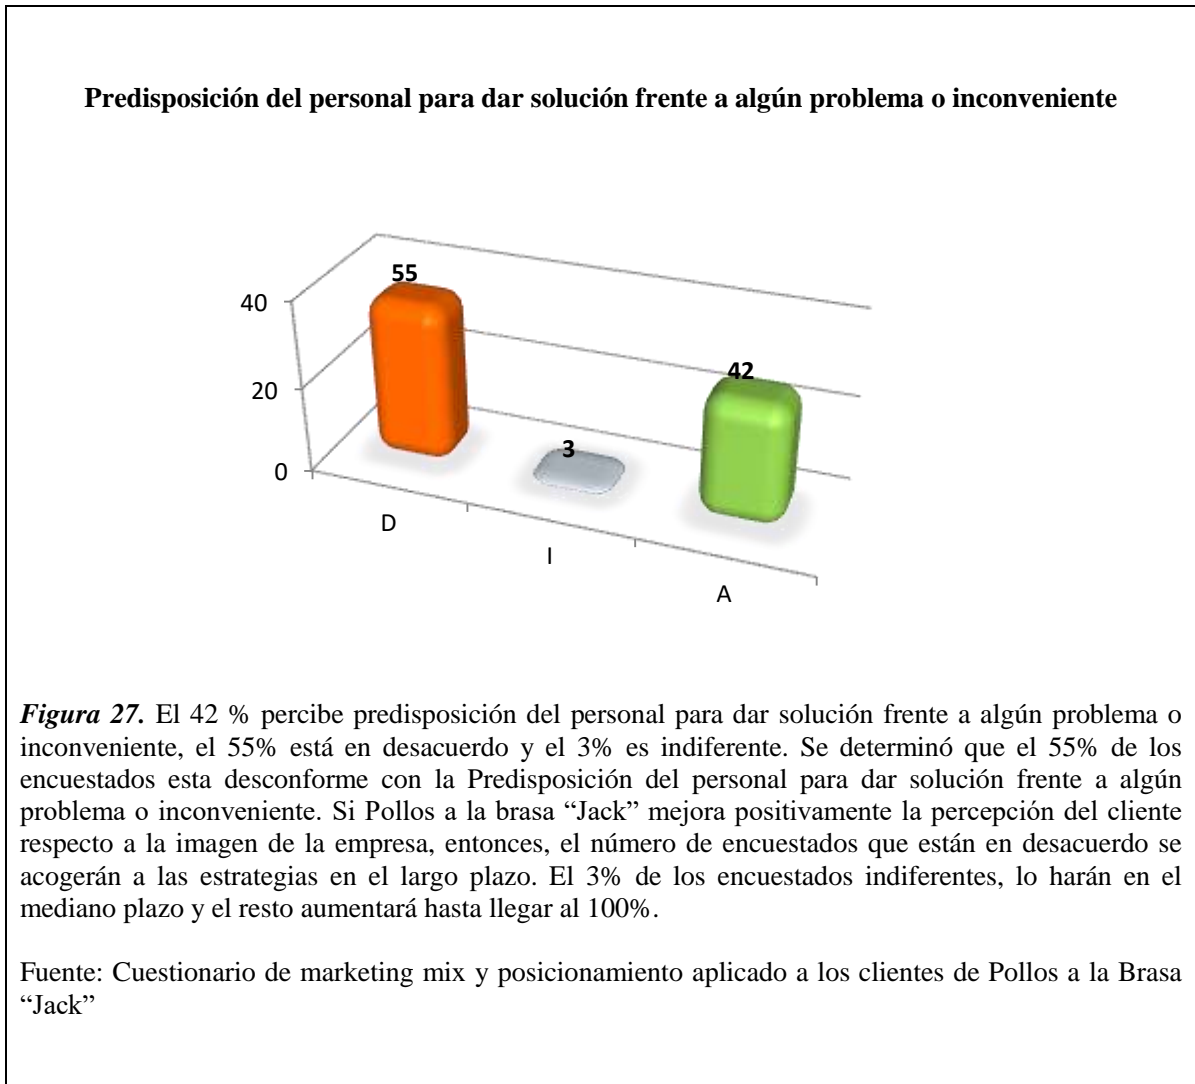 Predisposición del personal para dar solución frente a algún problema o inconveniente
55
40
42
20
3
0
D
I
A
Figura 27. El 42 % percibe predisposición del personal para dar solución frente a algún problema o
inconveniente, el 55% está en desacuerdo y el 3% es indiferente. Se determinó que el 55% de los
encuestados esta desconforme con la Predisposición del personal para dar solución frente a algún
problema o inconveniente. Si Pollos a la brasa “Jack” mejora positivamente la percepción del cliente
respecto a la imagen de la empresa, entonces, el número de encuestados que están en desacuerdo se
acogerán a las estrategias en el largo plazo. El 3% de los encuestados indiferentes, lo harán en el
mediano plazo y el resto aumentará hasta llegar al 100%.
Fuente: Cuestionario de marketing mix y posicionamiento aplicado a los clientes de Pollos a la Brasa
“Jack”